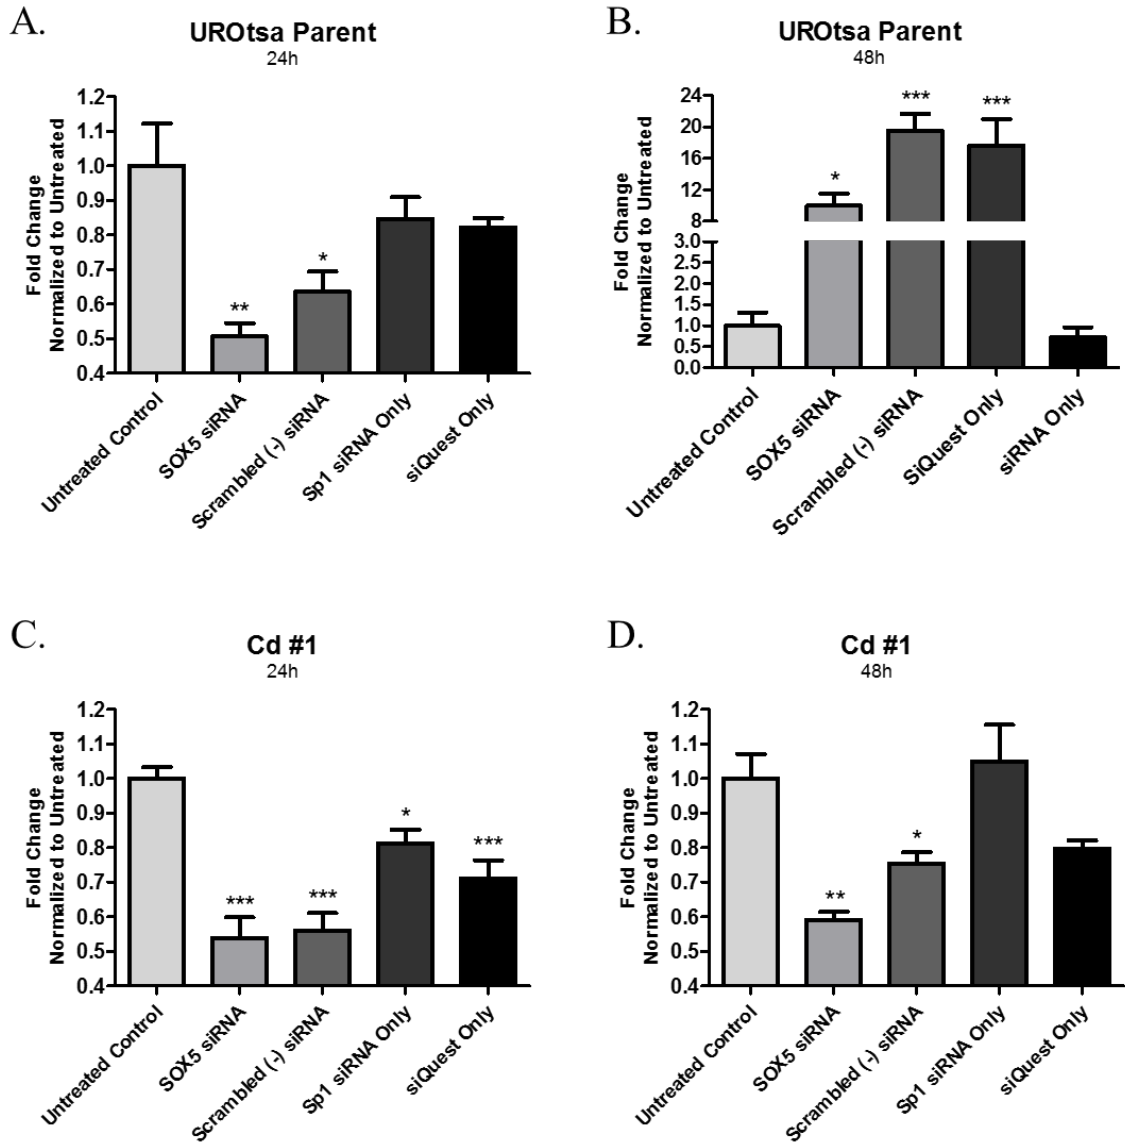 A.
UROtsa Parent
24h
Fold Change
Normalized to Untreated
1.2
1.1
1.0
0.9
0.8
0.7
0.6
0.5
0.4
**
*
Untreated Control
SOX5 siRNA
Scrambled (-) siRNA
Sp1 siRNA Only
siQuest Only
B.
UROtsa Parent
48h
Fold Change
Normalized to Untreated
24
20
16
12
8
3.0
2.5
2.0
1.5
1.0
0.5
0.0
*
***
***
Untreated Control
SOX5 siRNA
Scrambled (-) siRNA
SiQuest Only
siRNA Only
C.
Cd #1
24h
Fold Change
Normalized to Untreated
1.2
1.1
1.0
0.9
0.8
0.7
0.6
0.5
0.4
***
***
*
***
Untreated Control
SOX5 siRNA
Scrambled (-) siRNA
Sp1 siRNA Only
siQuest Only
D.
Cd #1
48h
Fold Change
Normalized to Untreated
1.2
1.1
1.0
0.9
0.8
0.7
0.6
0.5
0.4
**
*
Untreated Control
SOX5 siRNA
Scrambled (-) siRNA
Sp1 siRNA Only
siQuest Only